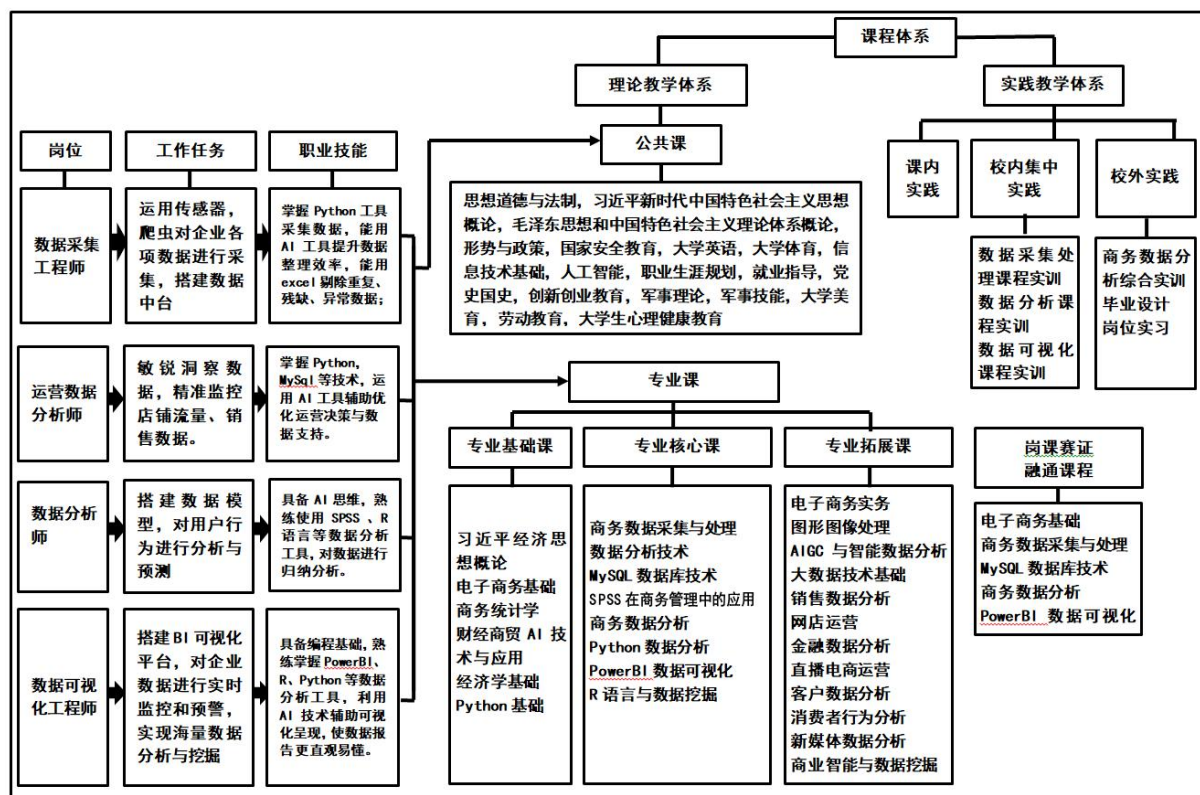 课程体系
理论教学体系
实践教学体系
公共课
课内
实践
校内集中
实践
校外实践
岗位
工作任务
职业技能
数据采集
工程师
运用传感器，
爬虫对企业各
项数据进行采
集，搭建数据
中台
掌握 Python 工具
采集数据，能用
AI 工具提升数据
整理效率，能用
excel 剔除重复、
残缺、异常数据；
思想道德与法制，习近平新时代中国特色社会主义思想
概论，毛泽东思想和中国特色社会主义理论体系概论，
形势与政策，国家安全教育，大学英语，大学体育，信
息技术基础，人工智能，职业生涯规划，就业指导，党
史国史，创新创业教育，军事理论，军事技能，大学美
育，劳动教育，大学生心理健康教育
数据采集处
理课程实训
数据分析课
程实训
数据可视化
课程实训
商务数据分
析综合实训
毕业设计
岗位实习
运营数据
分析师
敏锐洞察数
据，精准监控
店铺流量、销
售数据。
掌握 Python，
MySql 等技术，运
用 AI 工具辅助优
化运营决策与数
据支持。
专业课
专业基础课
专业核心课
专业拓展课
岗课赛证
融通课程
数据分析
师
搭建数据模
型，对用户行
为进行分析与
预测
具备 AI 思维，熟
练使用 SPSS 、R
语言等数据分析
工具，对数据进行
归纳分析。
数据可视
化工程师
搭建 BI 可视化
平台，对企业
数据进行实时
监控和预警，
实现海量数据
分析与挖掘
具备编程基础，熟
练掌握 PowerBI、
R、Python 等数据
分析工具，利用
AI 技术辅助可视
化呈现，使数据报
告更直观易懂。
习近平经济思
想概论
电子商务基础
商务统计学
财经商贸 AI 技
术与应用
经济学基础
Python 基础
商务数据采集与处理
数据分析技术
MySQL 数据库技术
SPSS 在商务管理中的应用
商务数据分析
Python 数据分析
PowerBI 数据可视化
R 语言与数据挖掘
电子商务实务
图形图像处理
AIGC 与智能数据分析
大数据技术基础
销售数据分析
网店运营
金融数据分析
直播电商运营
客户数据分析
消费者行为分析
新媒体数据分析
商业智能与数据挖掘
电子商务基础
商务数据采集与处理
MySQL 数据库技术
商务数据分析
PowerBI 数据可视化